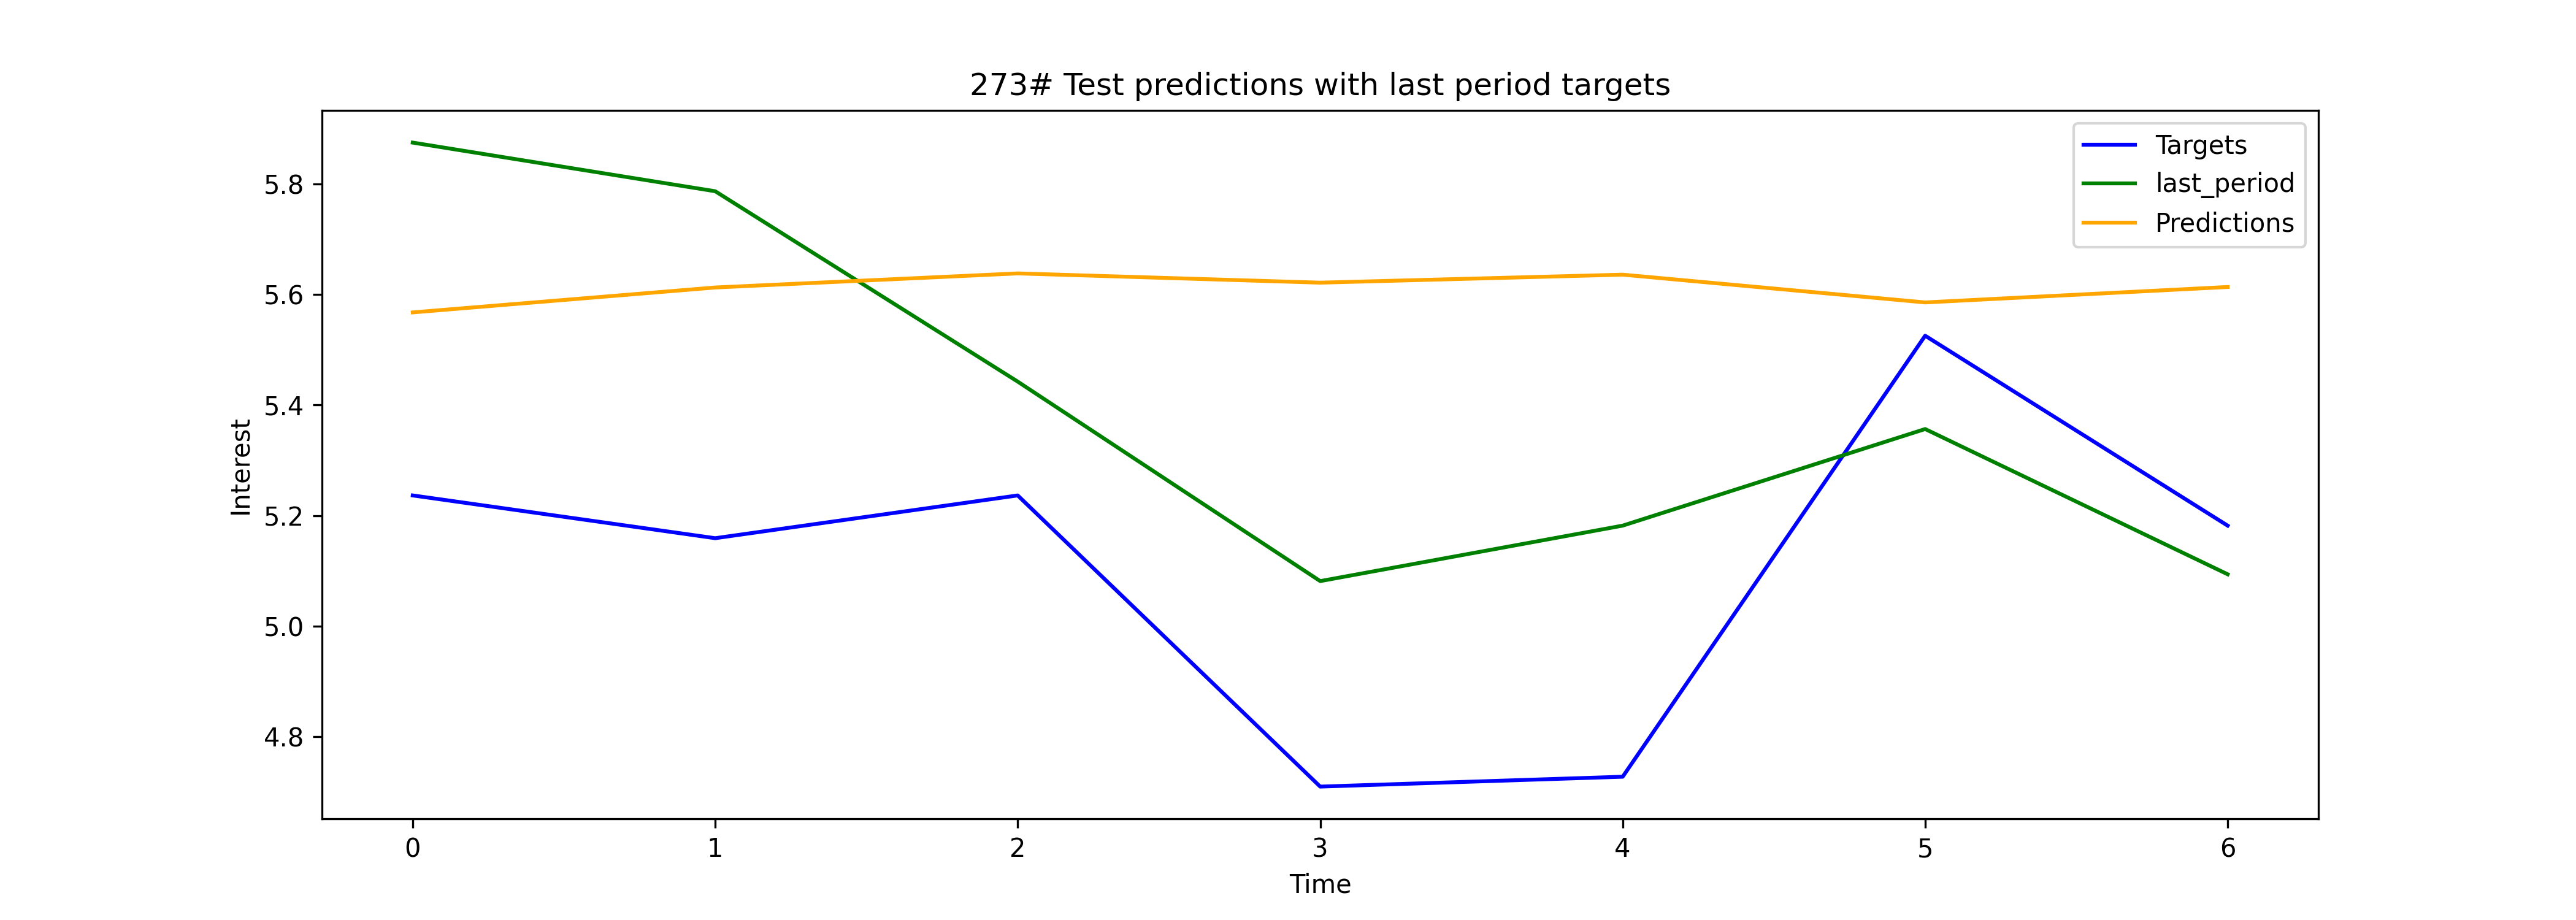 273# Test predictions with last period targets
Targets
last_period
Predictions
5.8
5.6
5.4
5.2
5.0
4.8
Interest
0 1 2 3 4 5 6
Time